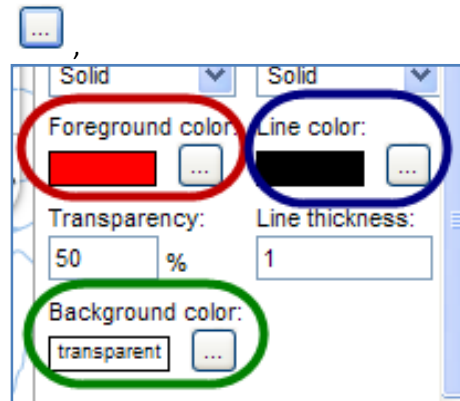 ...
,
Solid Solid
Foreground color: Line color:
... ...
Transparency: Line thickness:
50 % 1
Background color:
transparent ...